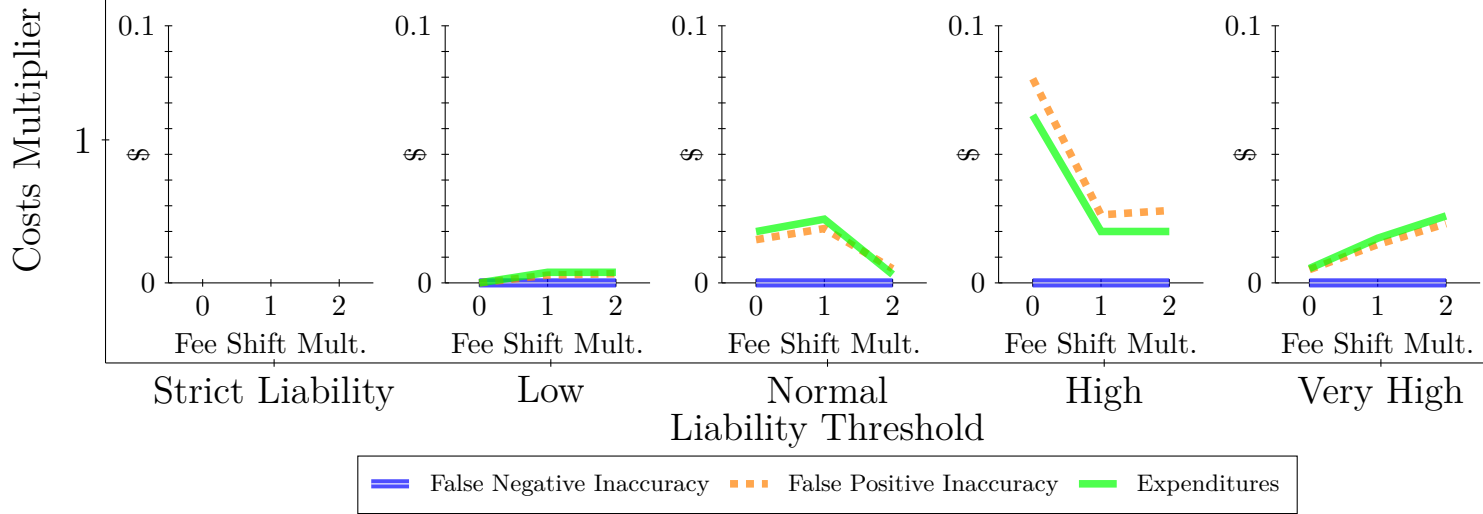 Costs Multiplier
1
0.1 0.1 0.1 0.1 0.1
$ $ $ $ $
0 0 0 0 0
0 1 2 0 1 2 0 1 2 0 1 2 0 1 2
Fee Shift Mult. Fee Shift Mult. Fee Shift Mult. Fee Shift Mult. Fee Shift Mult.
Strict Liability Low Normal High Very High
Liability Threshold
False Negative Inaccuracy False Positive Inaccuracy Expenditures